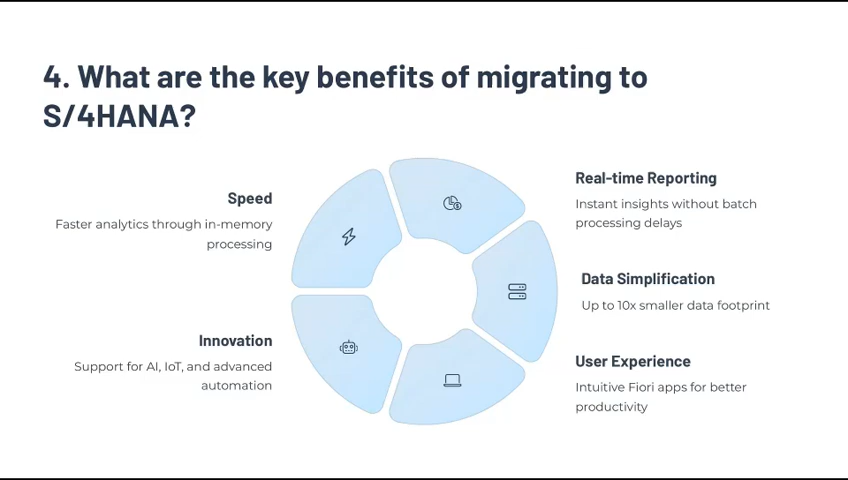 4. What are the key benefits of migrating to
S/4HANA?
Speed
Faster analytics through in-memory
processing
Innovation
Support for AI, IoT, and advanced
automation
Real-time Reporting
Instant insights without batch
processing delays
Data Simplification
Up to 10x smaller data footprint
User Experience
Intuitive Fiori apps for better
productivity